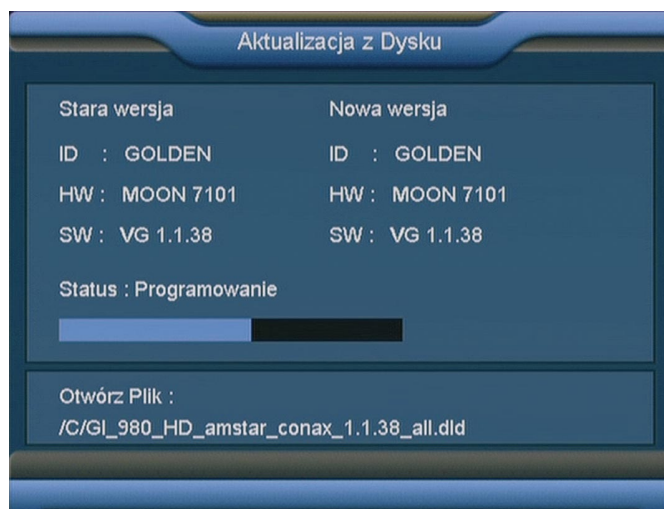 Aktualizacja z Dysku
Stara wersja Nowa wersja
ID : GOLDEN ID : GOLDEN
HW : MOON 7101 HW : MOON 7101
SW : VG 1.1.38 SW : VG 1.1.38
Status : Programowanie
Otwórz Plik :
/C/GI_980_HD_amstar_conax_1.1.38_all.dld